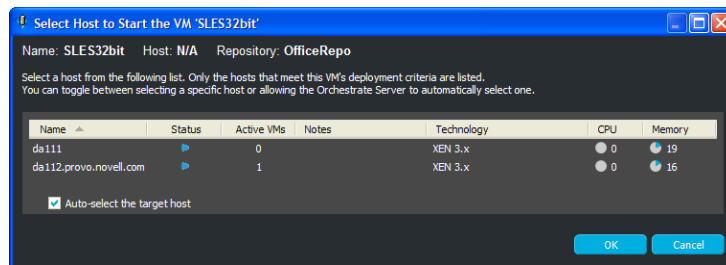 Select Host to Start the VM 'SLES32bit'
Name: SLES32bit Host: N/A Repository: OfficeRepo
Select a host from the following list. Only the hosts that meet this VM's deployment criteria are listed.
You can toggle between selecting a specific host or allowing the Orchestrate Server to automatically select one.
Name Status Active VMs Notes Technology CPU Memory
da111 0 XEN 3.x 0 19
da112.provo.novell.com 1 XEN 3.x 0 16
Auto-select the target host
OK Cancel